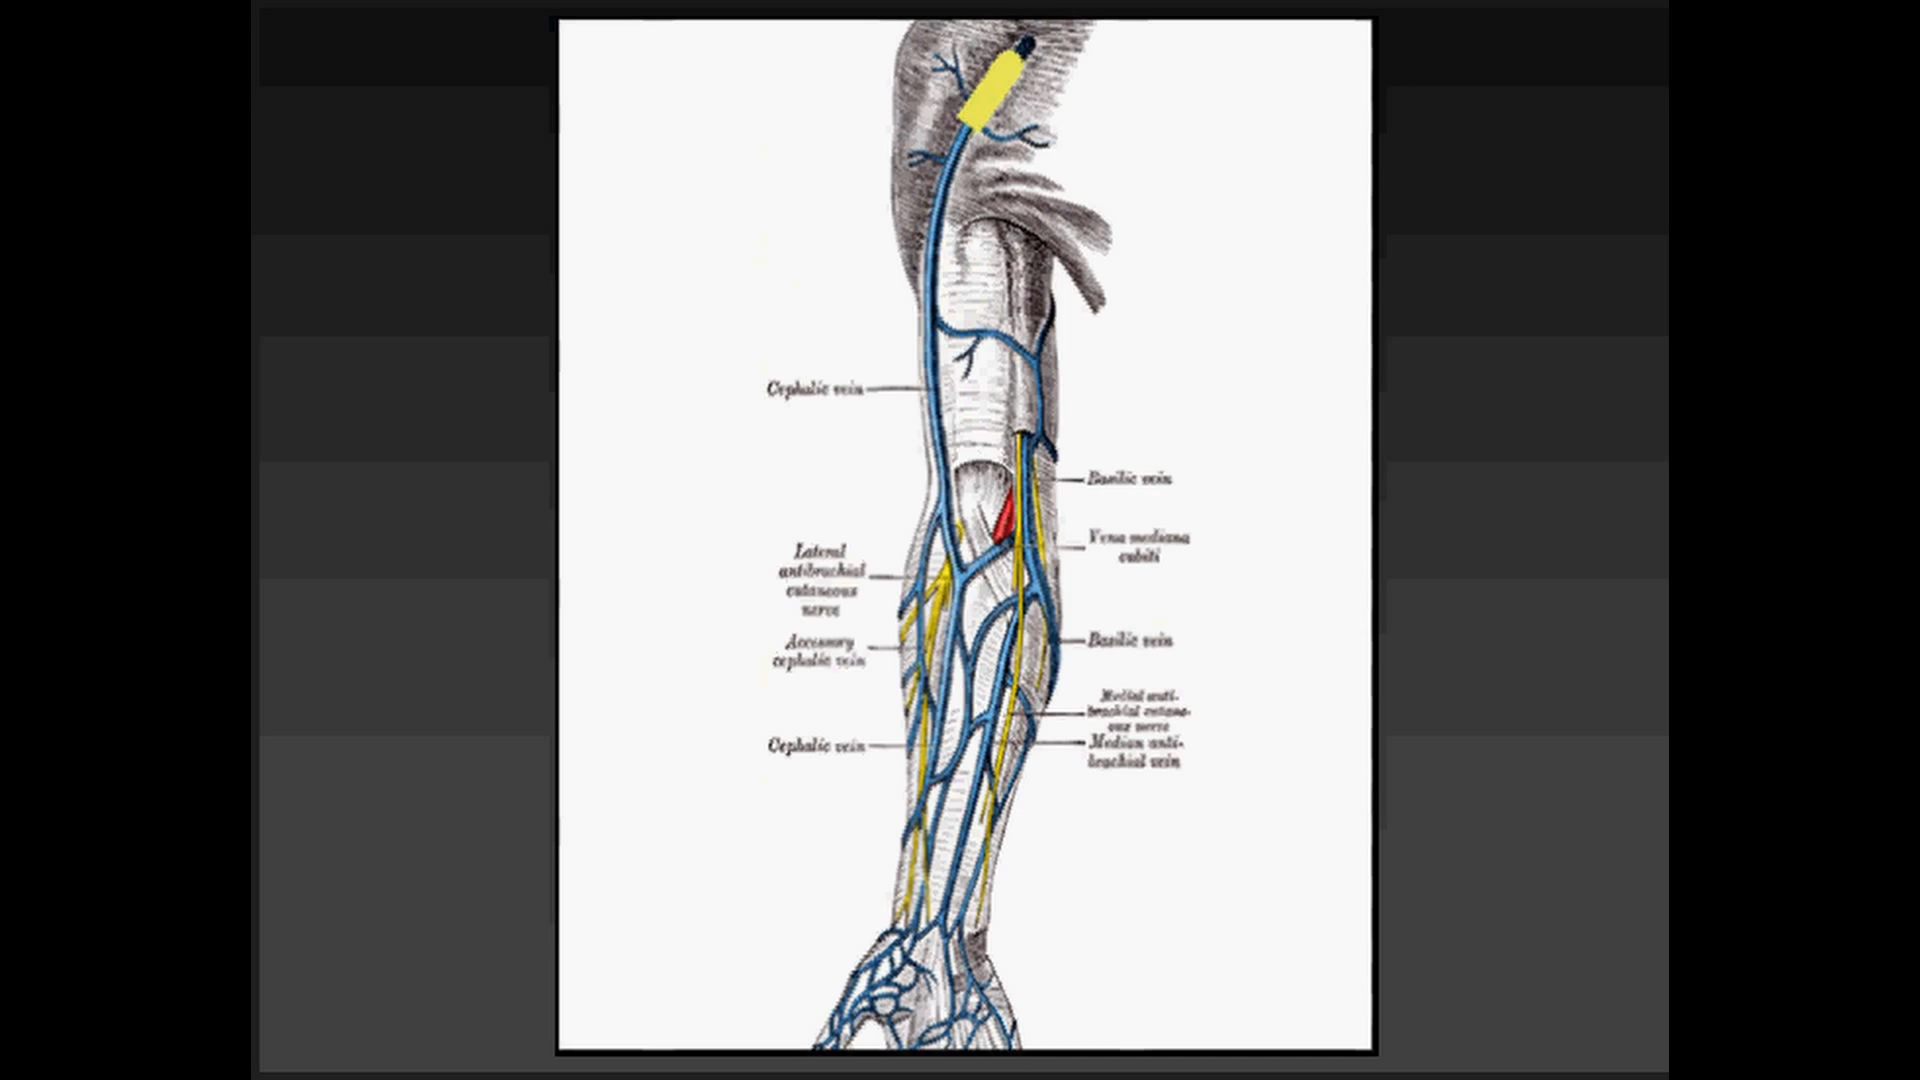 Cephalic vein
Basilic vein
Vena mediana
cubiti
Lateral
antibrachial
cutaneous
nerve
Accessory
cephalic vein
Basilic vein
Medial anti-
brachial cutane-
ous nerve
Cephalic vein
Median anti-
brachial vein